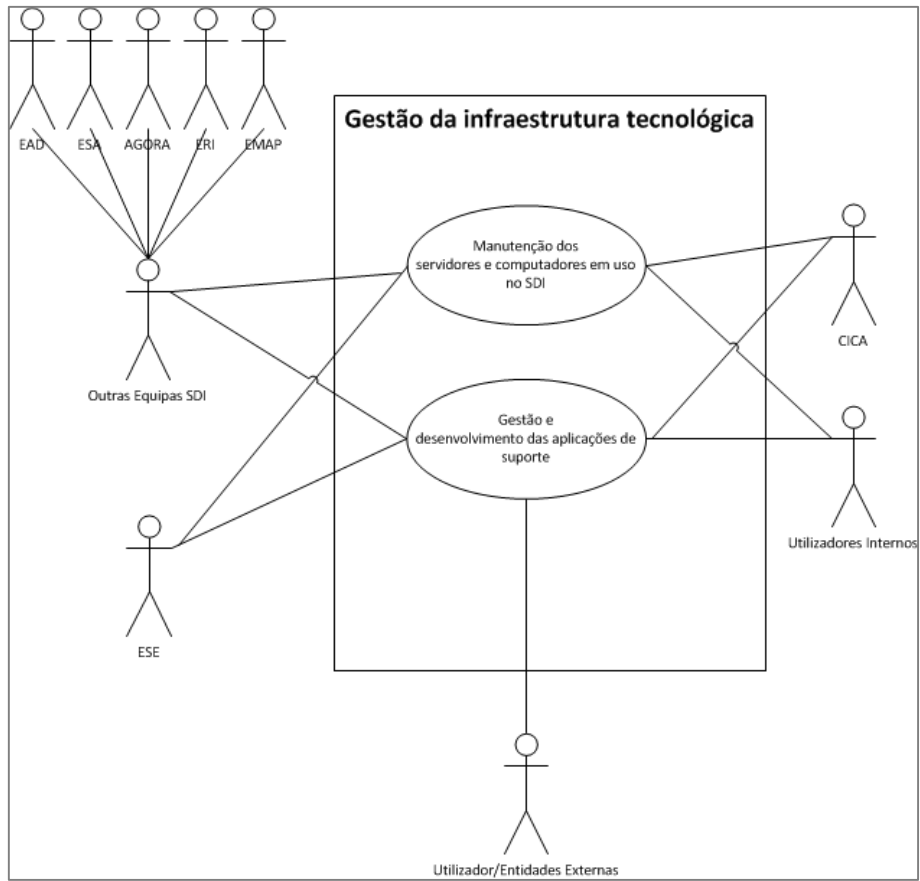 EAD
ESA
AGORA
ERI
EMAP
Gestão da infraestrutura tecnológica
Manutenção dos
servidores e computadores em uso
no SDI
CICA
Outras Equipas SDI
Gestão e
desenvolvimento das aplicações de
suporte
Utilizadores Internos
ESE
Utilizador/Entidades Externas